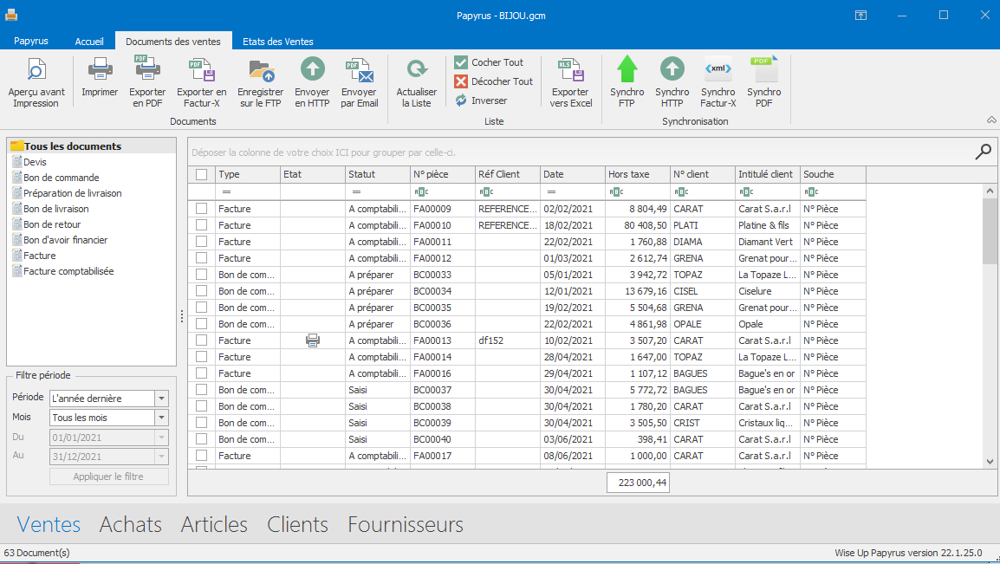 Papyrus - BIJOU.gcm
Papyrus Accueil Documents des ventes Etats des Ventes
Aperçu avant Impression
Imprimer
PDF
Exporter en PDF
PDF
Exporter en Factur-X
Enregistrer sur le FTP
Envoyer en HTTP
PDF
Envoyer par Email
Documents
Actualiser la Liste
Cocher Tout
Décocher Tout
Inverser
XLS
Exporter vers Excel
Liste
Synchro FTP
Synchro HTTP
<xml>
Synchro Factur-X
PDF
Synchro PDF
Synchronisation
Tous les documents
Devis
Bon de commande
Préparation de livraison
Bon de livraison
Bon de retour
Bon d'avoir financier
Facture
Facture comptabilisée
Filtre période
Période L'année dernière
Mois Tous les mois
Du 01/01/2021
Au 31/12/2021
Appliquer le filtre
Déposer la colonne de votre choix ICI pour grouper par celle-ci.
Type Etat Statut N° pièce Réf Client Date Hors taxe N° client Intitulé client Souche
= = ABC ABC = ABC ABC ABC ABC
Facture A comptabili... FA00009 REFERENCE... 02/02/2021 8 804,49 CARAT Carat S.a.r.l N° Pièce
Facture A comptabili... FA00010 REFERENCE... 18/02/2021 80 408,50 PLATI Platine & fils N° Pièce
Facture A comptabili... FA00011 22/02/2021 1 760,88 DIAMA Diamant Vert N° Pièce
Facture A comptabili... FA00012 01/03/2021 2 612,74 GRENA Grenat pour... N° Pièce
Bon de com... A préparer BC00033 05/01/2021 3 942,72 TOPAZ La Topaze L... N° Pièce
Bon de com... A préparer BC00034 12/01/2021 13 679,16 CISEL Ciselure N° Pièce
Bon de com... A préparer BC00035 19/02/2021 5 504,68 GRENA Grenat pour... N° Pièce
Bon de com... A préparer BC00036 22/02/2021 4 861,98 OPALE Opale N° Pièce
Facture A comptabili... FA00013 df152 10/02/2021 3 507,20 CARAT Carat S.a.r.l N° Pièce
Facture A comptabili... FA00014 28/04/2021 1 647,00 TOPAZ La Topaze L... N° Pièce
Facture A comptabili... FA00016 29/04/2021 1 107,12 BAGUES Bague's en or N° Pièce
Bon de com... Saisi BC00037 30/04/2021 5 772,72 BAGUES Bague's en or N° Pièce
Bon de com... Saisi BC00038 30/04/2021 1 780,20 CARAT Carat S.a.r.l N° Pièce
Bon de com... Saisi BC00039 30/04/2021 3 505,50 CRIST Cristaux liq... N° Pièce
Bon de com... Saisi BC00040 03/06/2021 398,41 CARAT Carat S.a.r.l N° Pièce
Facture A comptabili... FA00017 08/06/2021 1 000,00 CARAT Carat S.a.r.l N° Pièce
223 000,44
Ventes Achats Articles Clients Fournisseurs
63 Document(s)
Wise Up Papyrus version 22.1.25.0